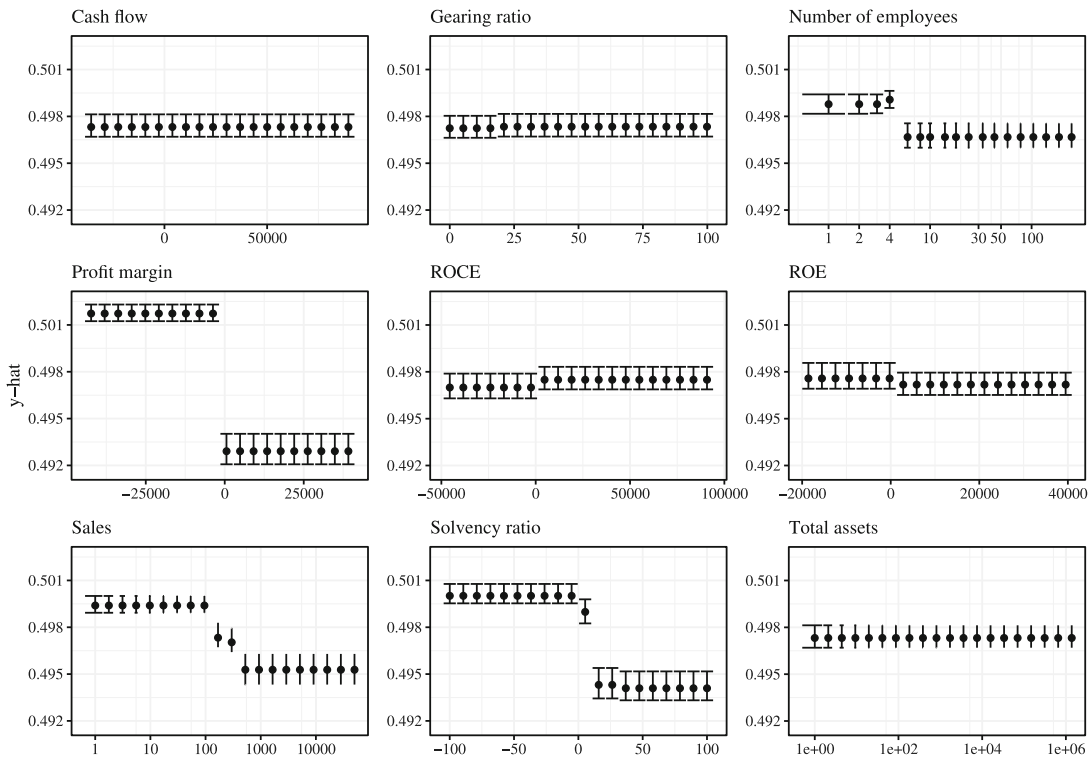 Cash flow
Gearing ratio
Number of employees
0.501
0.498
0.495
0.492
0.501
0.498
0.495
0.492
0.501
0.498
0.495
0.492
0 50000
0 25 50 75 100
1 2 4 10 30 50 100
Profit margin
ROCE
ROE
y−hat
0.501
0.498
0.495
0.492
0.501
0.498
0.495
0.492
0.501
0.498
0.495
0.492
−25000 0 25000
−50000 0 50000 100000
−20000 0 20000 40000
Sales
Solvency ratio
Total assets
0.501
0.498
0.495
0.492
0.501
0.498
0.495
0.492
0.501
0.498
0.495
0.492
1 10 100 1000 10000
−100 −50 0 50 100
1e+00 1e+02 1e+04 1e+06